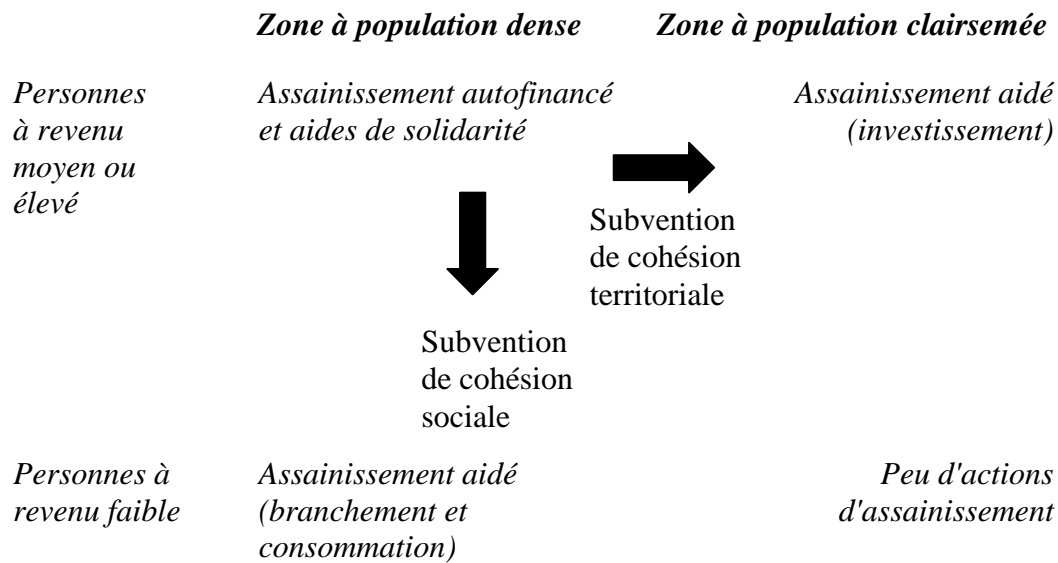 Zone à population dense Zone à population clairsemée
Personnes
à revenu
moyen ou
élevé
Assainissement autofinancé
et aides de solidarité
Assainissement aidé
(investissement)
Subvention
de cohésion
territoriale
Subvention
de cohésion
sociale
Personnes à
revenu faible
Assainissement aidé
(branchement et
consommation)
Peu d'actions
d'assainissement